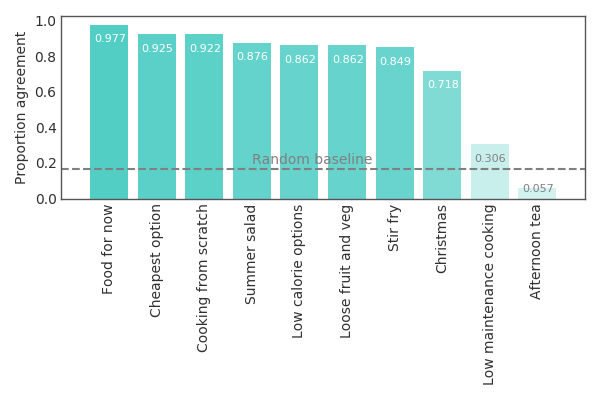 Proportion agreement
1.0
0.8
0.6
0.4
0.2
0.0
0.977
0.925
0.922
0.876
0.862
0.862
0.849
0.718
0.306
0.057
Random baseline
Food for now
Cheapest option
Cooking from scratch
Summer salad
Low calorie options
Loose fruit and veg
Stir fry
Christmas
Low maintenance cooking
Afternoon tea